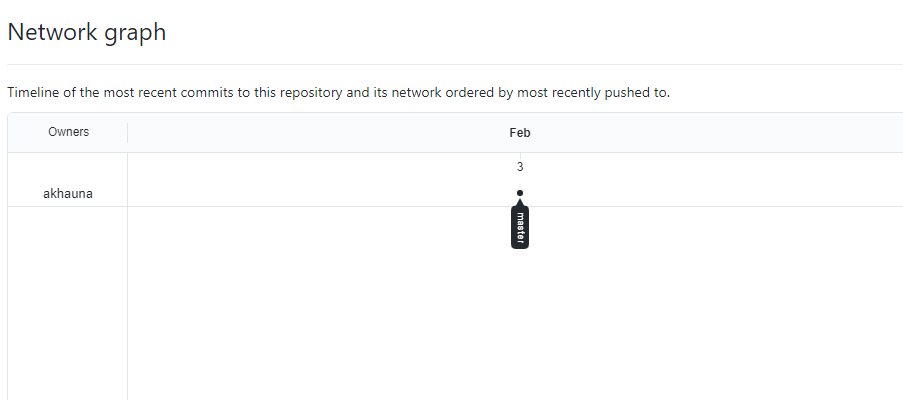 Network graph
Timeline of the most recent commits to this repository and its network ordered by most recently pushed to.
Owners
Feb
3
akhauna
master